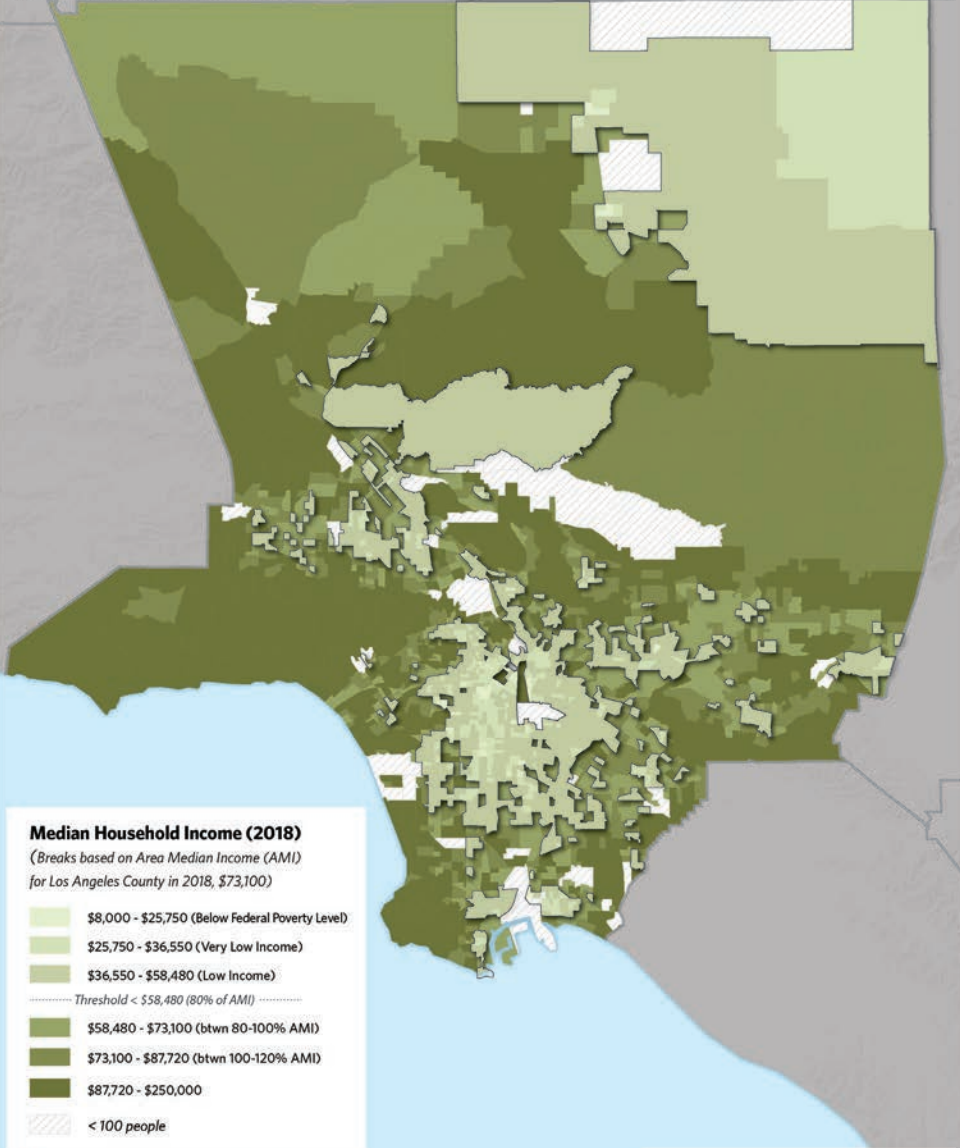 Median Household Income (2018)
(Breaks based on Area Median Income (AMI)
for Los Angeles County in 2018, $73,100)
$8,000 - $25,750 (Below Federal Poverty Level)
$25,750 - $36,550 (Very Low Income)
$36,550 - $58,480 (Low Income)
Threshold < $58,480 (80% of AMI)
$58,480 - $73,100 (btwn 80-100% AMI)
$73,100 - $87,720 (btwn 100-120% AMI)
$87,720 - $250,000
< 100 people